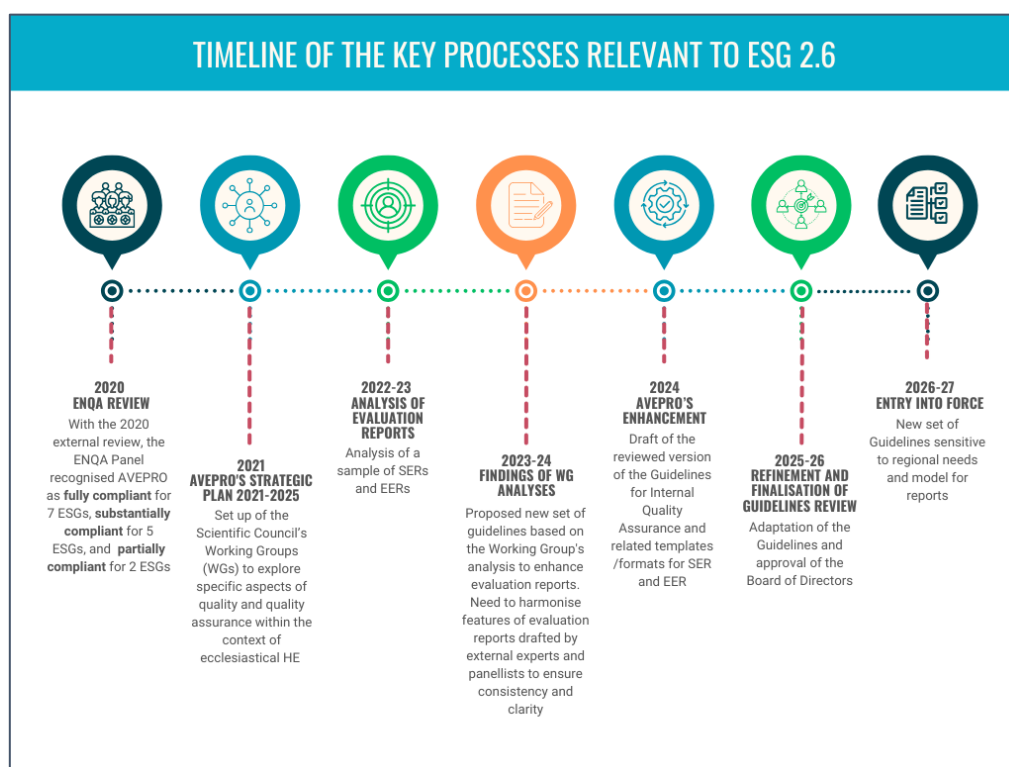 TIMELINE OF THE KEY PROCESSES RELEVANT TO ESG 2.6
2020
ENQA REVIEW
With the 2020
external review, the
ENQA Panel
recognised AVEPRO
as fully compliant for
7 ESGs, substantially
compliant for 5
ESGs, and partially
compliant for 2 ESGs
2021
AVEPRO'S STRATEGIC
PLAN 2021-2025
Set up of the
Scientific Council's
Working Groups
(WGs) to explore
specific aspects of
quality and quality
assurance within the
context of
ecclesiastical HE
2022-23
ANALYSIS OF
EVALUATION
REPORTS
Analysis of a
sample of SERs
and EERs
2023-24
FINDINGS OF WG
ANALYSES
Proposed new set of
guidelines based on
the Working Group's
analysis to enhance
evaluation reports.
Need to harmonise
features of evaluation
reports drafted by
external experts and
panellists to ensure
consistency and
clarity
2024
AVEPRO'S
ENHANCEMENT
Draft of the
reviewed version
of the Guidelines
for Internal
Quality
Assurance and
related templates
/formats for SER
and EER
2025-26
REFINEMENT AND
FINALISATION OF
GUIDELINES REVIEW
Adaptation of the
Guidelines and
approval of the
Board of Directors
2026-27
ENTRY INTO FORCE
New set of
Guidelines sensitive
to regional needs
and model for
reports